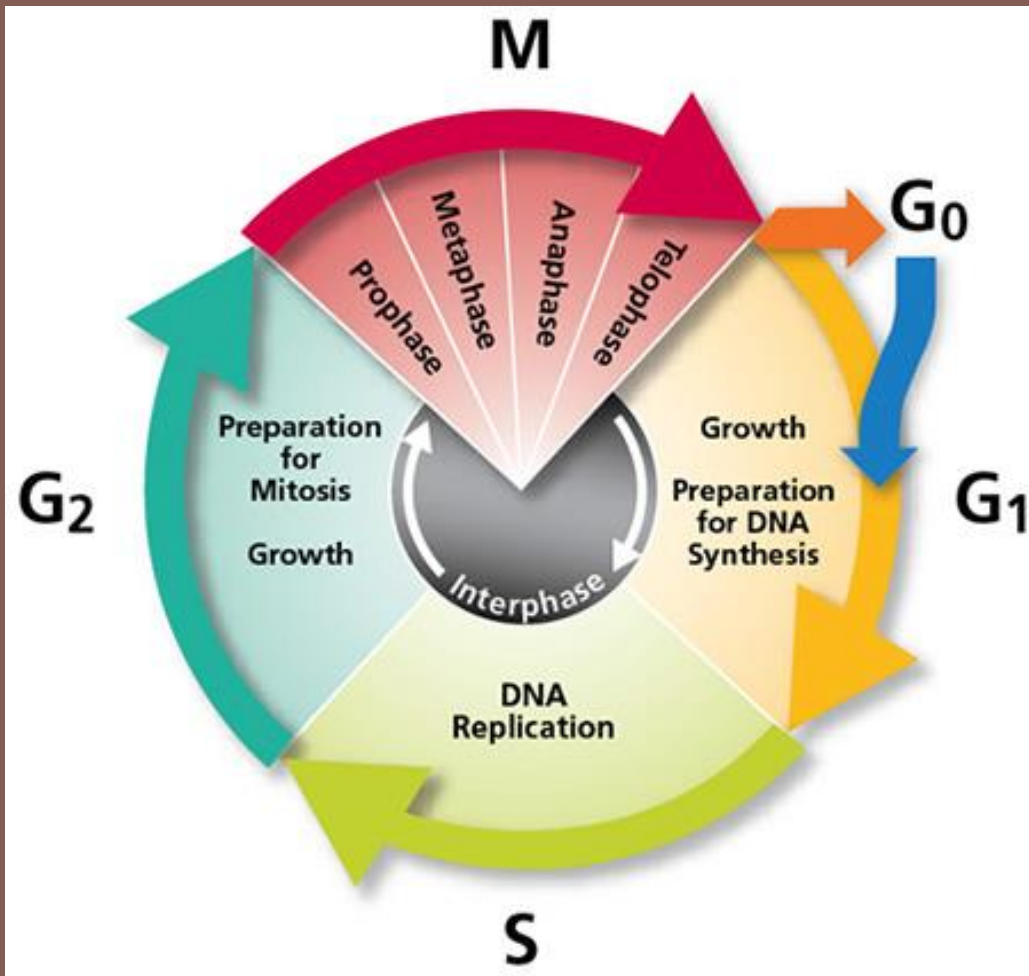 M
Prophase
Metaphase
Anaphase
Telophase
G₀
Growth
Preparation
for DNA
Synthesis
G₁
DNA
Replication
S
Preparation
for
Mitosis
Growth
G₂
Interphase